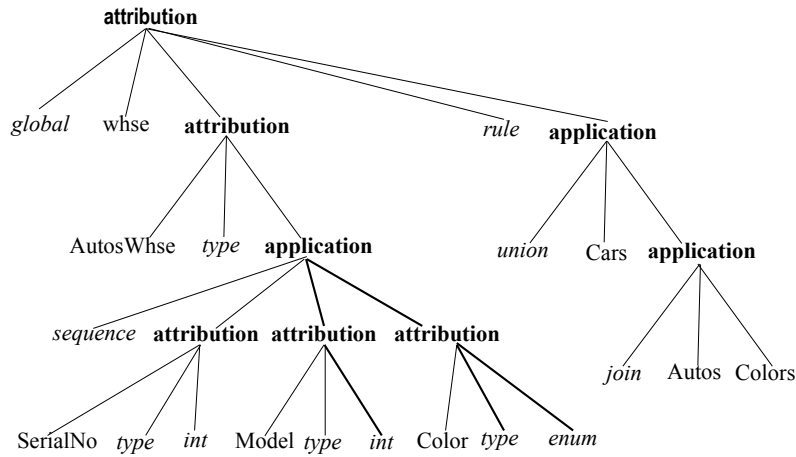 attribution
global whse attribution rule application
AutosWhse type application union Cars application
sequence attribution attribution attribution join Autos Colors
SerialNo type int Model type int Color type enum